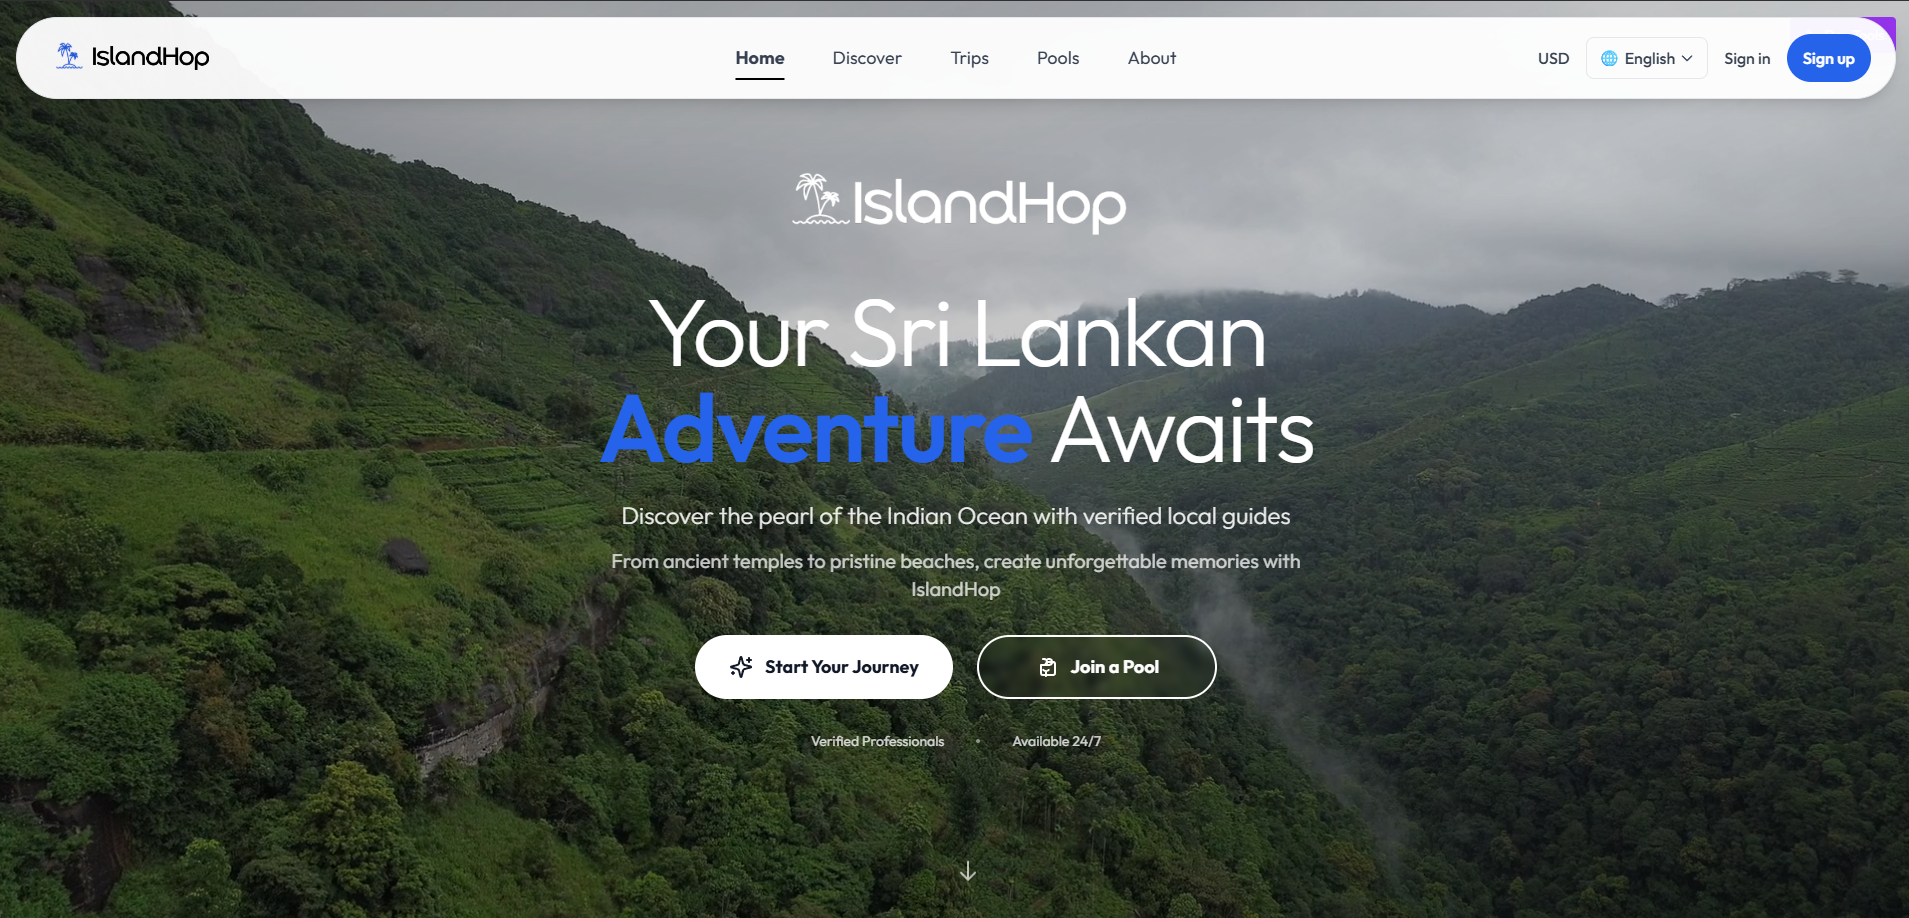 IslandHop
Home Discover Trips Pools About
USD English Sign in Sign up
IslandHop
Your Sri Lankan
Adventure Awaits
Discover the pearl of the Indian Ocean with verified local guides
From ancient temples to pristine beaches, create unforgettable memories with
IslandHop
Start Your Journey Join a Pool
Verified Professionals • Available 24/7